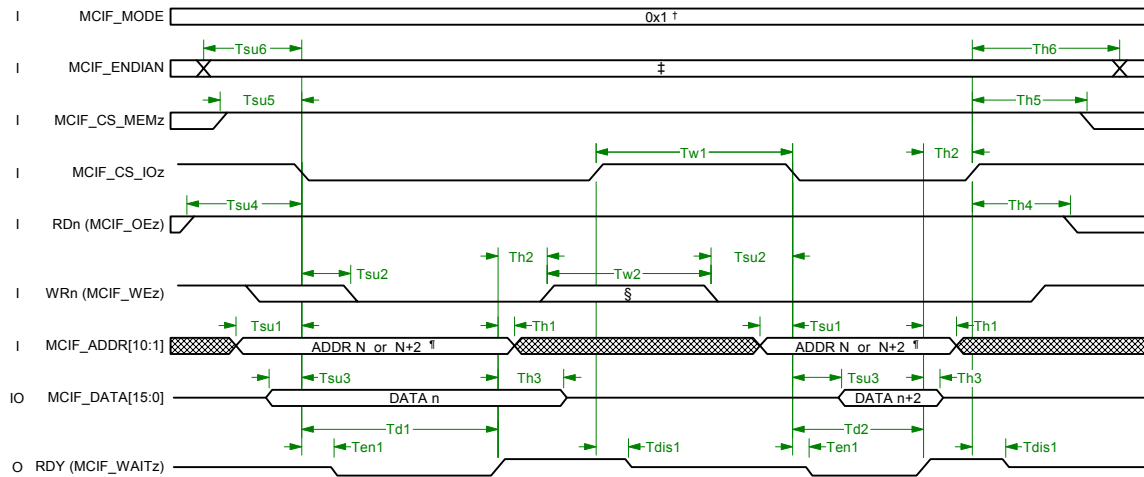 I MCIF_MODE 0x1 †
Tsu6 Th6
I MCIF_ENDIAN ‡
Tsu5 Th5
I MCIF_CS_MEMz
Tw1 Th2
I MCIF_CS_IOz
Tsu4 Th4
I RDn (MCIF_OEz)
Th2 Tsu2
Tsu2 Tw2
I WRn (MCIF_WEz) §
Tsu1 Th1 Tsu1 Th1
I MCIF_ADDR[10:1] ADDR N or N+2 ¶ ADDR N or N+2 ¶
Tsu3 Th3 Tsu3 Th3
IO MCIF_DATA[15:0] DATA n DATA n+2
Td1 Td2
Ten1 Tdis1 Ten1 Tdis1
O RDY (MCIF_WAITz)